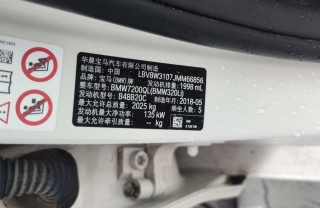 华晨宝马汽车有限公司制造
制造国：中国 LBVBW3107JMM66856
品牌：宝马(BMW) 发动机排量：1998 mL
整车型号：BMW7200QL(BMW320Li)
发动机型号：B48B20C 制造年月：2018-05
最大允许总质量：2025 kg 乘坐人数：5
发动机最大净功率：135 kW
最大允许牵引质量：-- kg